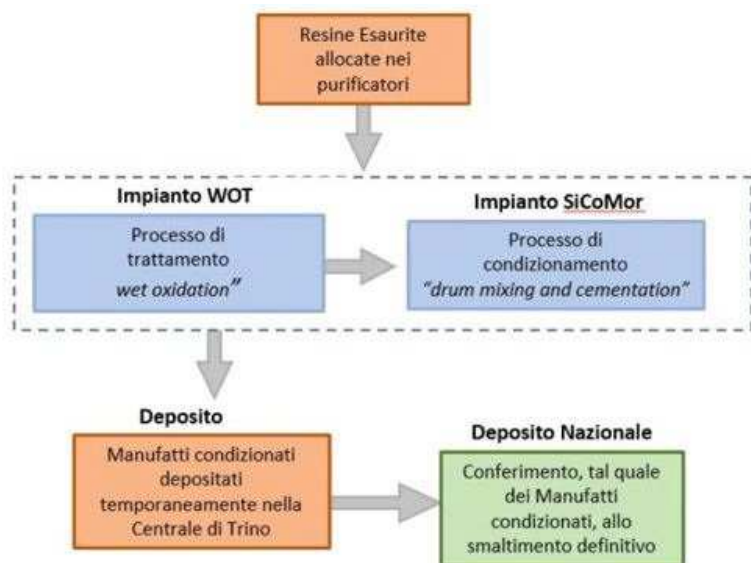 Resine Esaurite
allocate nei
purificatori
Impianto WOT
Processo di
trattamento
wet oxidation”
Impianto SiCoMor
Processo di
condizionamento
“drum mixing and cementation”
Deposito
Manufatti condizionati
depositati
temporaneamente nella
Centrale di Trino
Deposito Nazionale
Conferimento, tal quale
dei Manufatti
condizionati, allo
smaltimento definitivo